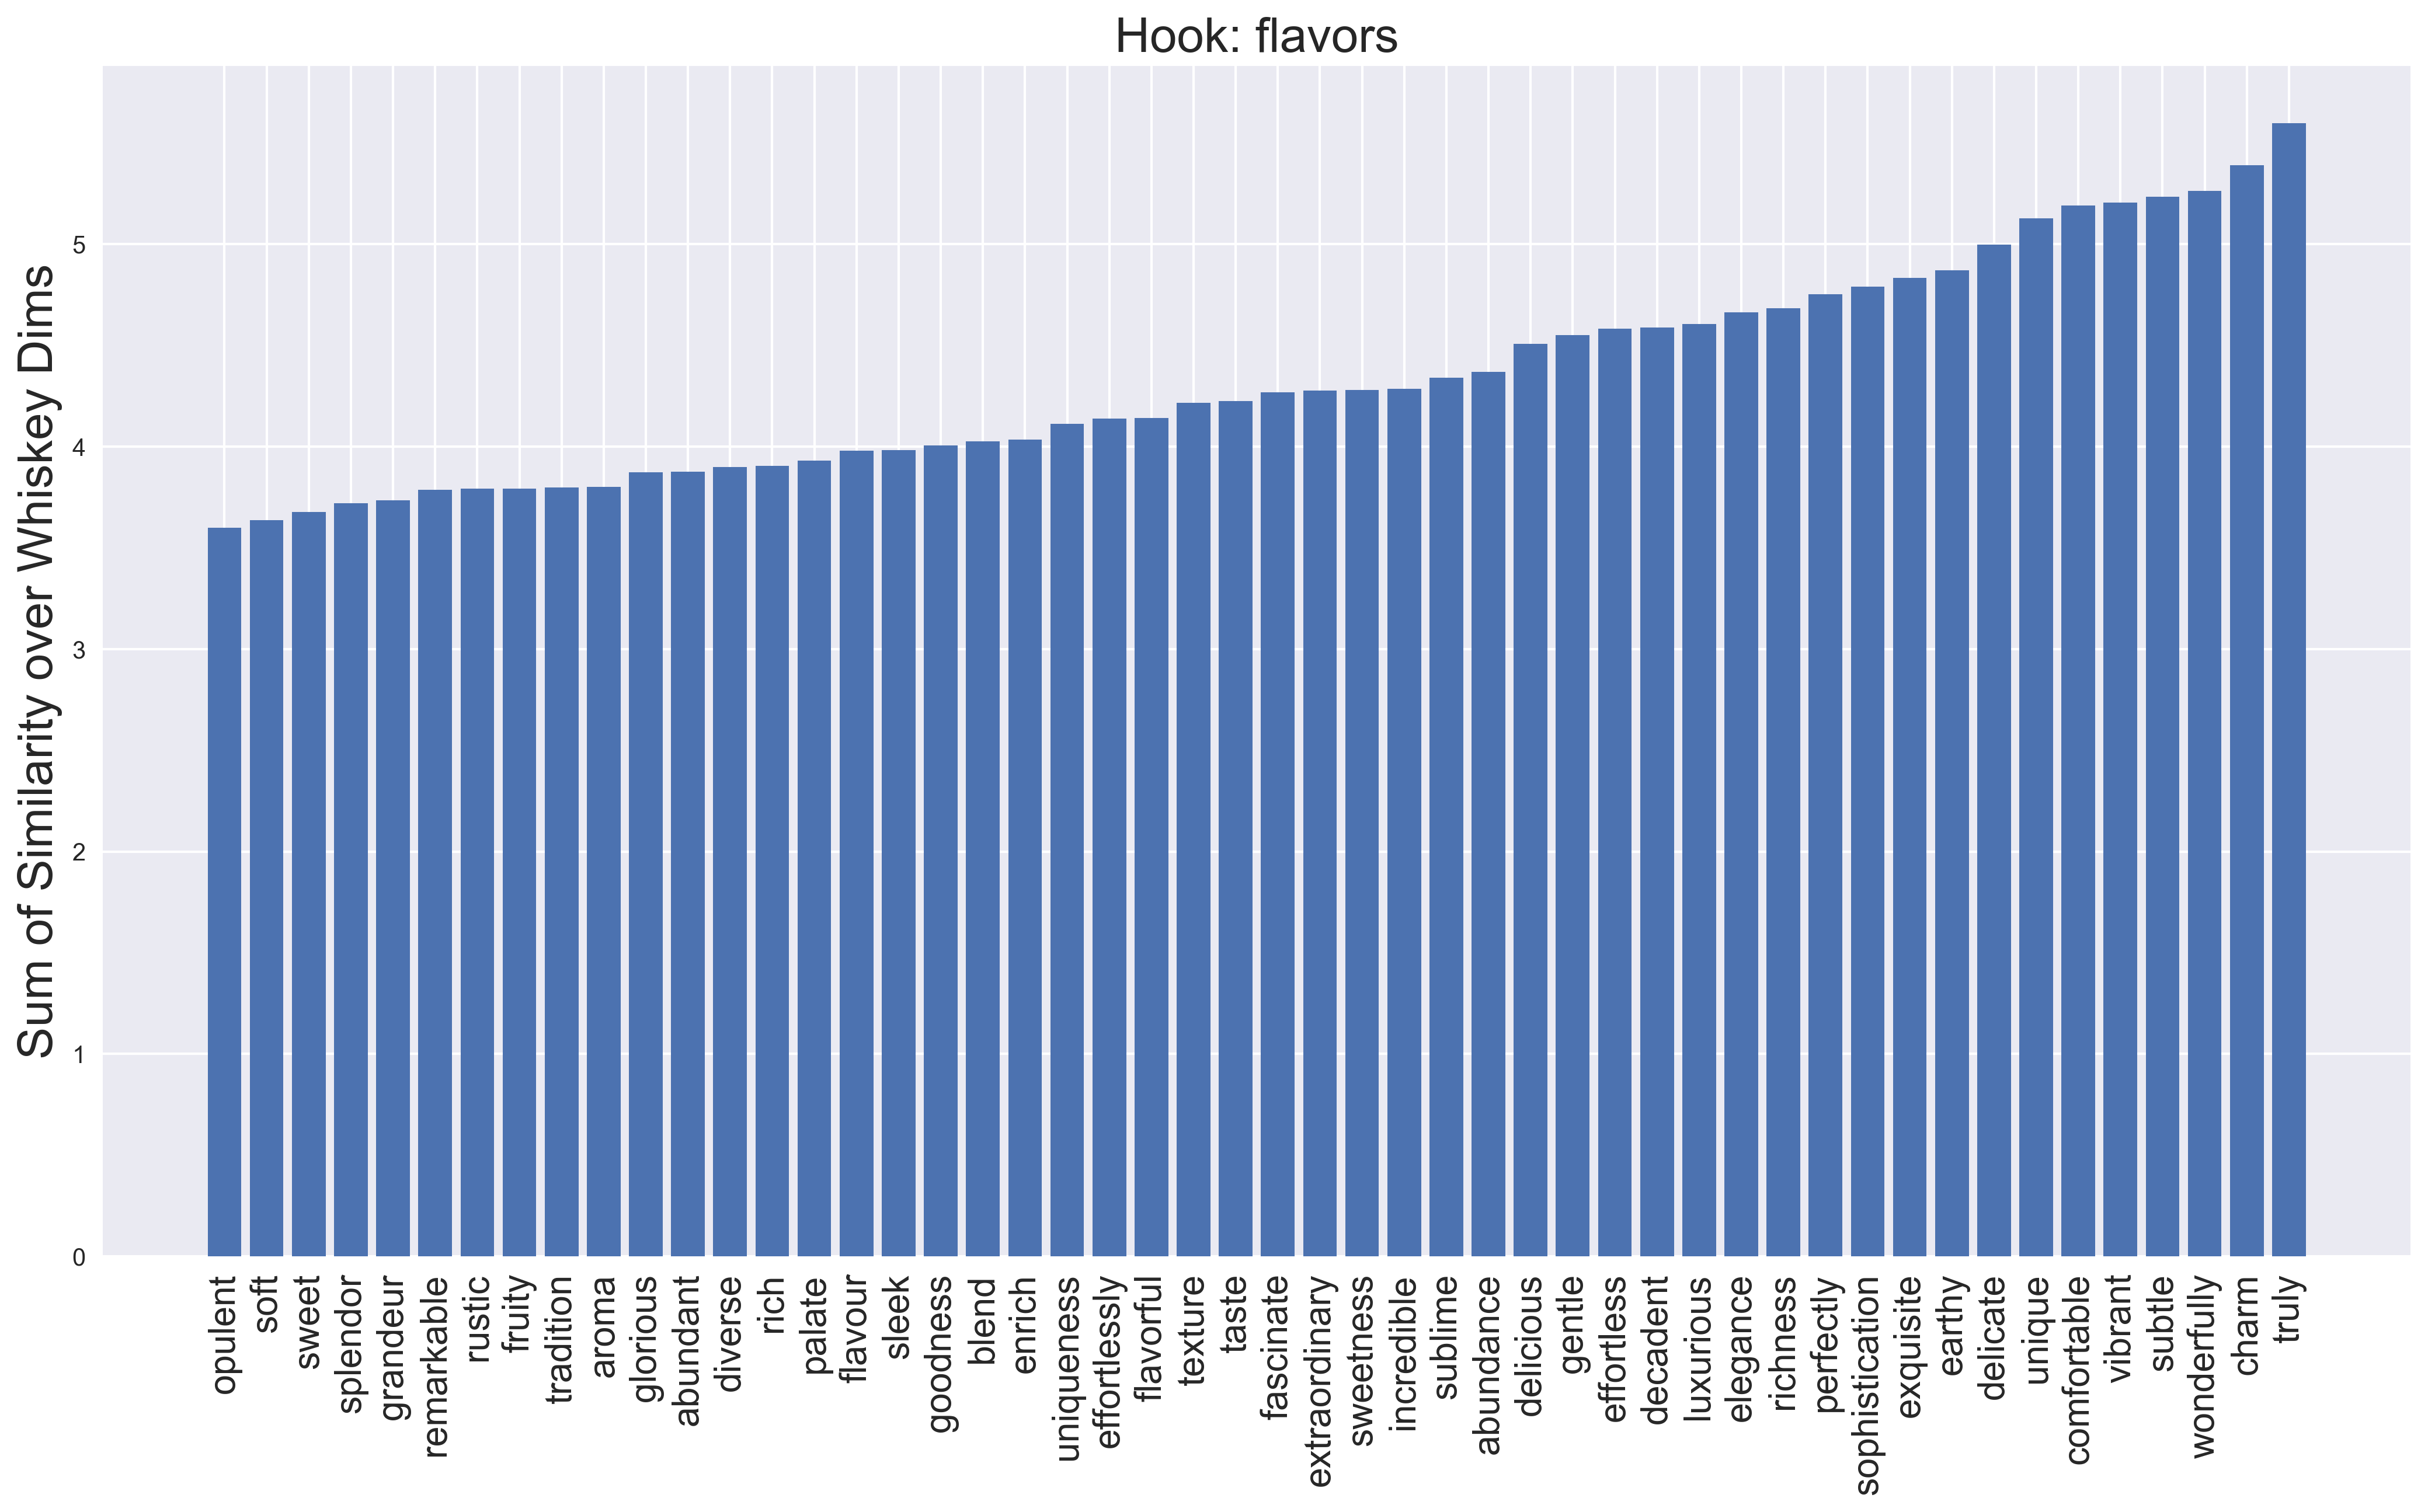 Hook: flavors
Sum of Similarity over Whiskey Dims
5
4
3
2
1
0
opulent
soft
sweet
splendor
grandeur
remarkable
rustic
fruity
tradition
aroma
glorious
abundant
diverse
rich
palate
flavour
sleek
goodness
blend
enrich
uniqueness
effortlessly
flavorful
texture
taste
fascinate
extraordinary
sweetness
incredible
sublime
abundance
delicious
gentle
effortless
decadent
luxurious
elegance
richness
perfectly
sophistication
exquisite
earthy
delicate
unique
comfortable
vibrant
subtle
wonderfully
charm
truly